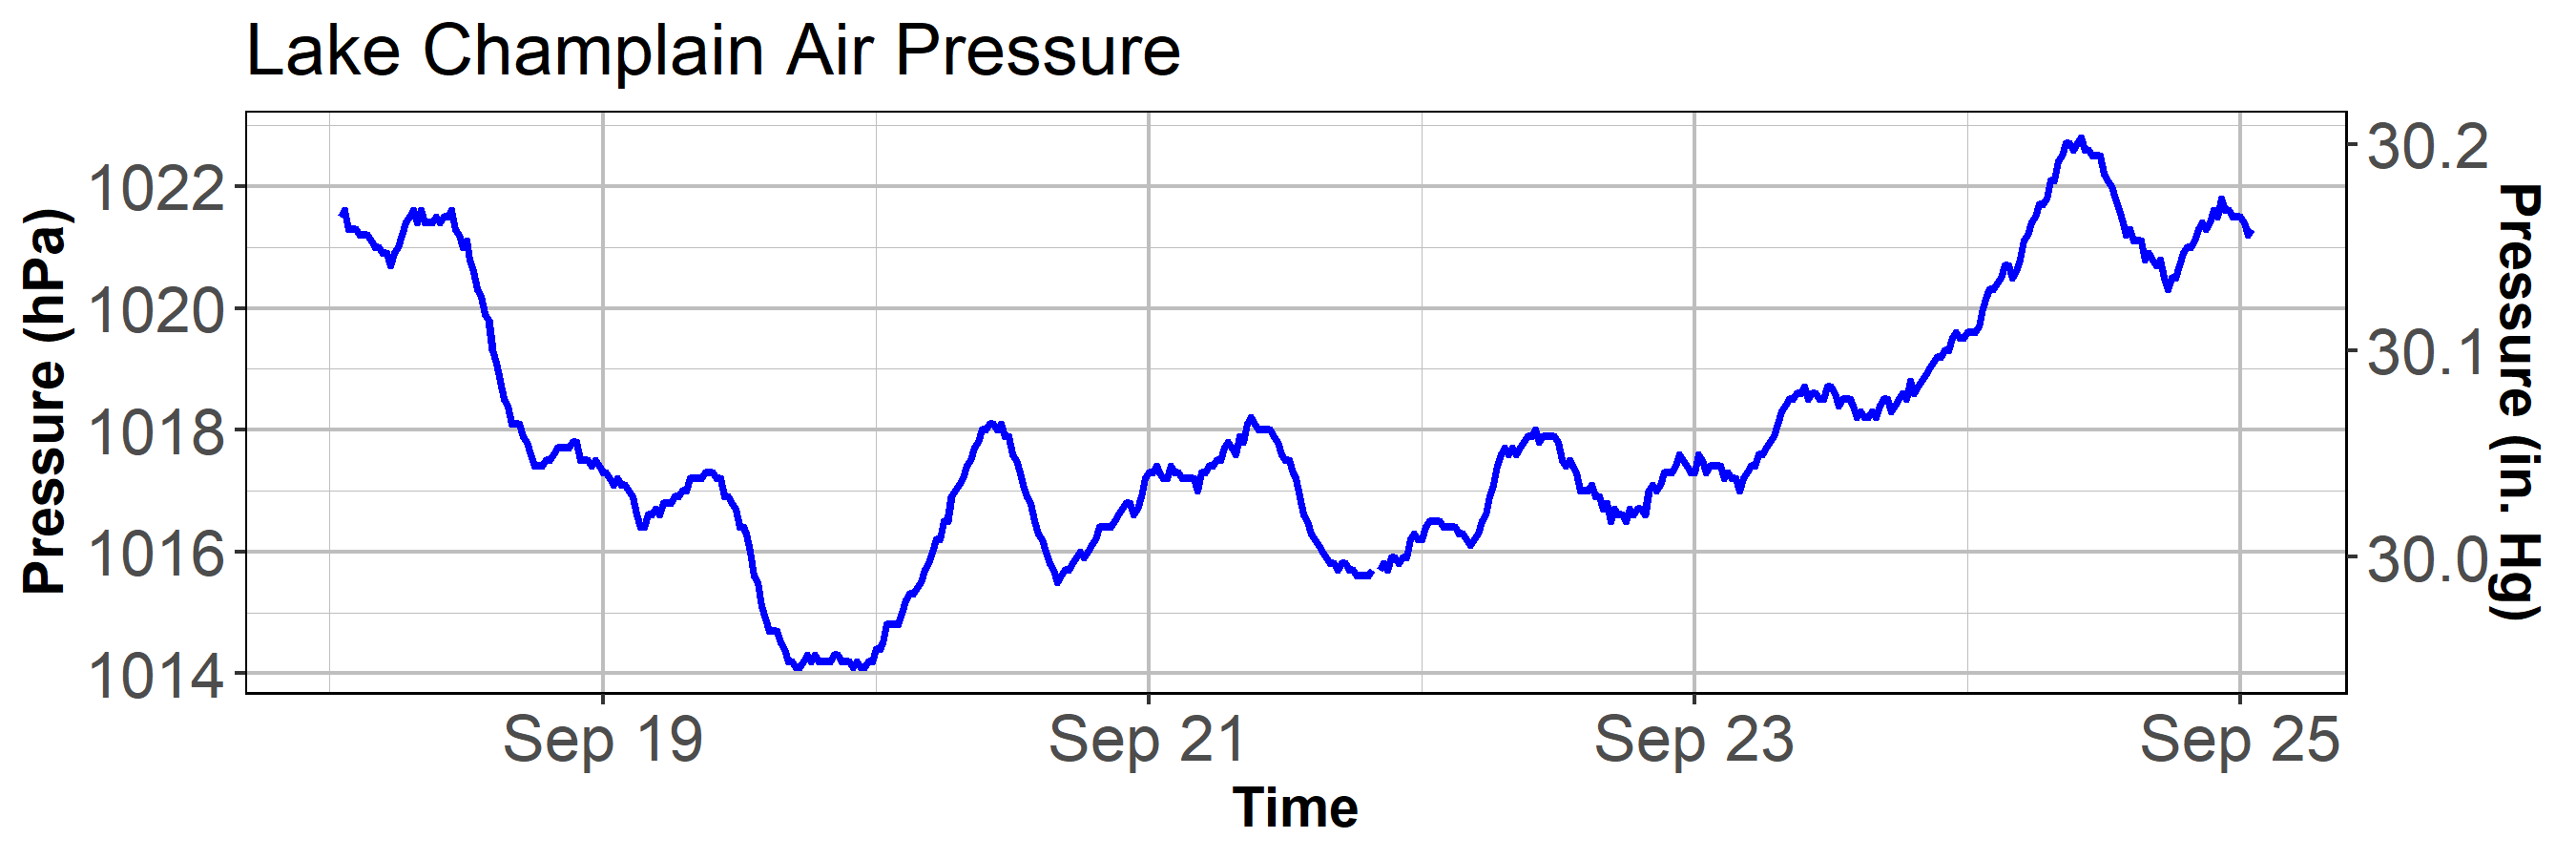 Lake Champlain Air Pressure
Pressure (hPa)
1022
1020
1018
1016
1014
30.2
30.1
30.0
Pressure (in. Hg)
Sep 19
Sep 21
Sep 23
Sep 25
Time